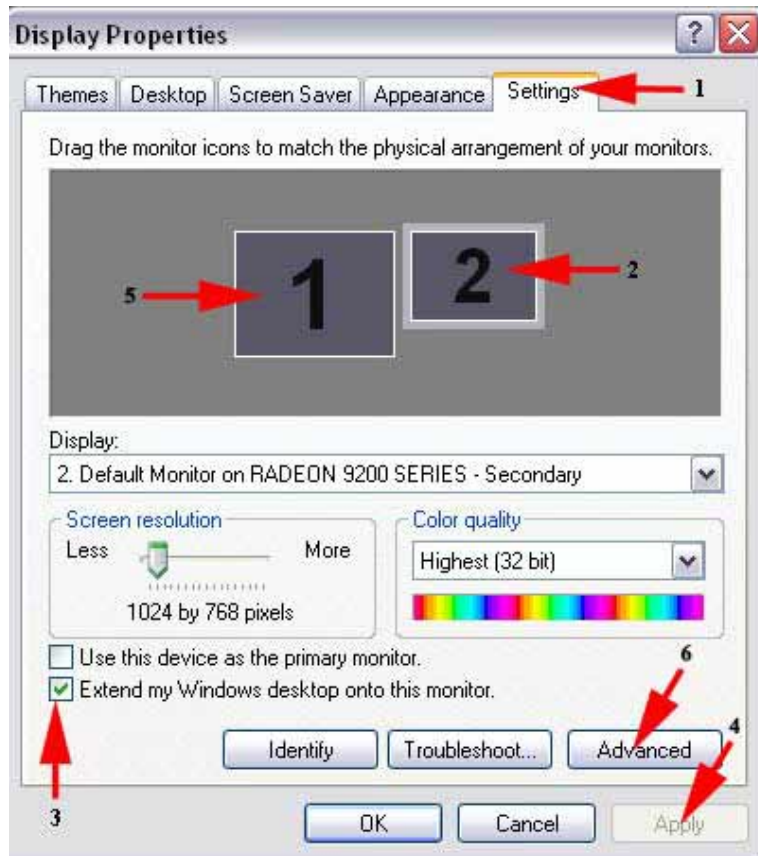 Display Properties ?
Themes Desktop Screen Saver Appearance Settings 1
Drag the monitor icons to match the physical arrangement of your monitors.
5 1 2 2
Display:
2. Default Monitor on RADEON 9200 SERIES - Secondary
Screen resolution Color quality
Less More Highest (32 bit)
1024 by 768 pixels
Use this device as the primary monitor. 6
Extend my Windows desktop onto this monitor.
4
Identify Troubleshoot... Advanced
3 OK Cancel Apply